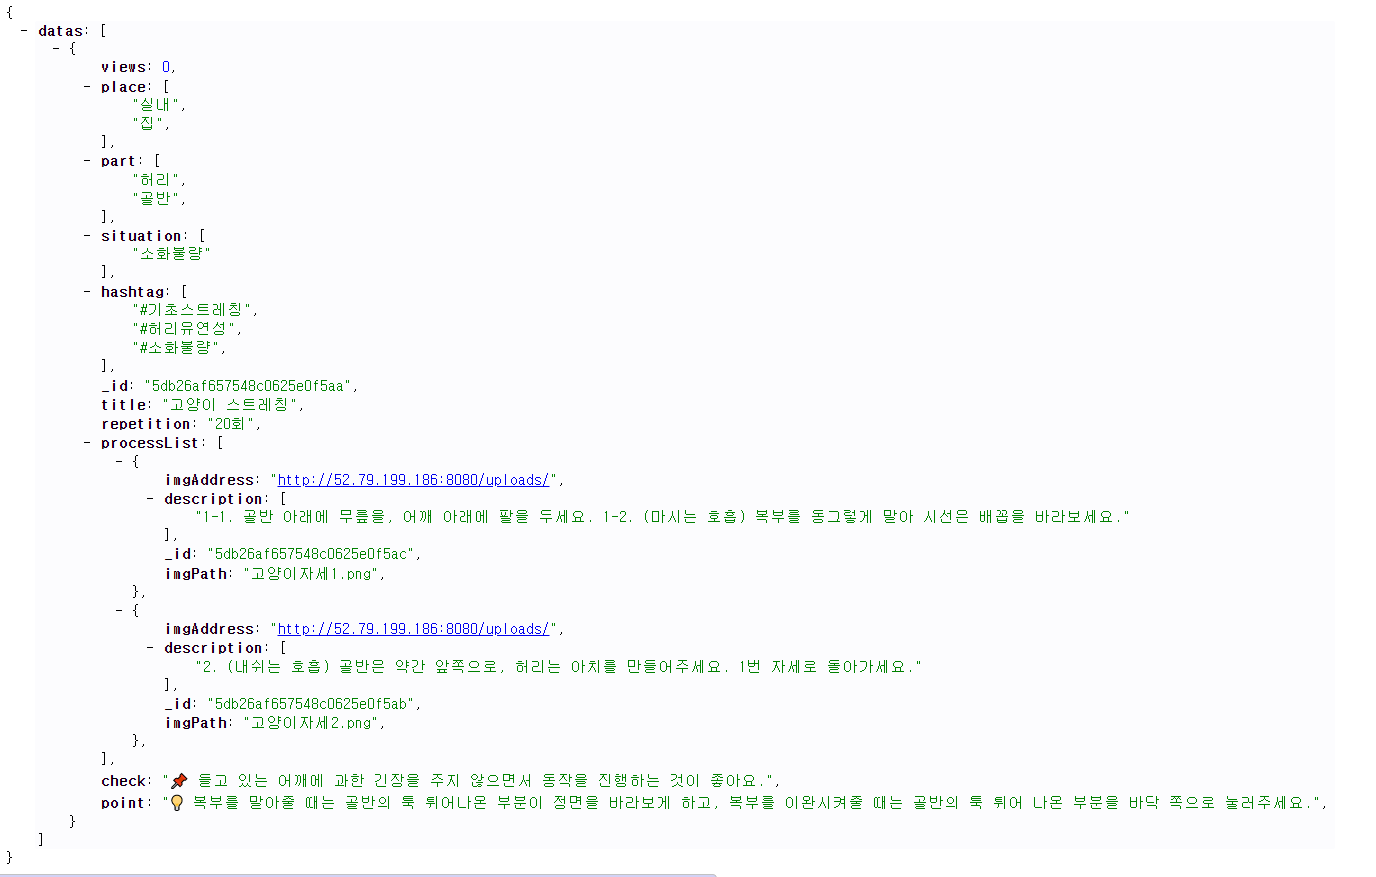 {
- datas: [
- {
views: 0,
- place: [
"실내",
"집",
],
- part: [
"허리",
"골반",
],
- situation: [
"소화불량"
],
- hashtag: [
"#기초스트레칭",
"#허리유연성",
"#소화불량",
],
_id: "5db26af657548c0625e0f5aa",
title: "고양이 스트레칭",
repetition: "20회",
- processList: [
- {
imgAddress: "http://52.79.199.186:8080/uploads/",
- description: [
"1-1. 골반 아래에 무릎을, 어깨 아래에 팔을 두세요. 1-2. (마시는 호흡) 복부를 동그렇게 말아 시선은 배꼽을 바라보세요."
],
_id: "5db26af657548c0625e0f5ac",
imgPath: "고양이자세1.png",
},
- {
imgAddress: "http://52.79.199.186:8080/uploads/",
- description: [
"2. (내쉬는 호흡) 골반은 약간 앞쪽으로, 허리는 아치를 만들어주세요. 1번 자세로 돌아가세요."
],
_id: "5db26af657548c0625e0f5ab",
imgPath: "고양이자세2.png",
},
],
check: "📌 들고 있는 어깨에 과한 긴장을 주지 않으면서 동작을 진행하는 것이 좋아요.",
point: "💡 복부를 말아줄 때는 골반의 툭 튀어나온 부분이 정면을 바라보게 하고, 복부를 이완시켜줄 때는 골반의 툭 튀어 나온 부분을 바닥 쪽으로 눌러주세요.",
}
]
}